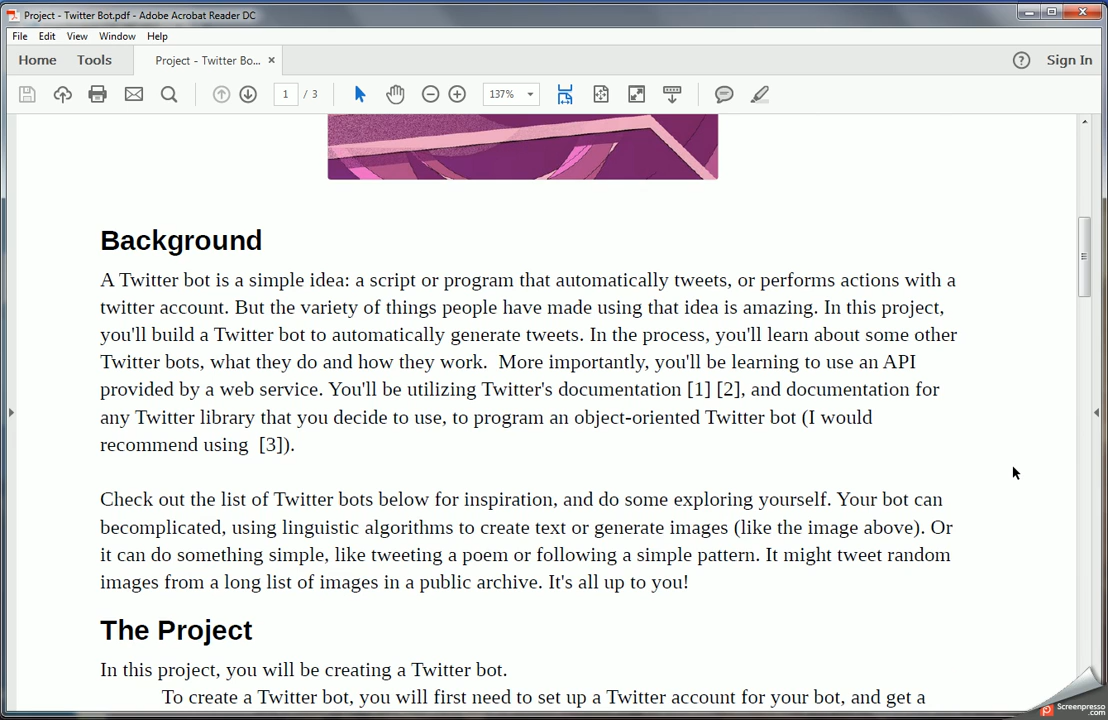 Project - Twitter Bot.pdf - Adobe Acrobat Reader DC
File Edit View Window Help
Home Tools Project - Twitter Bo... × ? Sign In
1 / 3 137%
Background
A Twitter bot is a simple idea: a script or program that automatically tweets, or performs actions with a
twitter account. But the variety of things people have made using that idea is amazing. In this project,
you'll build a Twitter bot to automatically generate tweets. In the process, you'll learn about some other
Twitter bots, what they do and how they work.  More importantly, you'll be learning to use an API
provided by a web service. You'll be utilizing Twitter's documentation [1] [2], and documentation for
any Twitter library that you decide to use, to program an object-oriented Twitter bot (I would
recommend using  [3]).
Check out the list of Twitter bots below for inspiration, and do some exploring yourself. Your bot can
becomplicated, using linguistic algorithms to create text or generate images (like the image above). Or
it can do something simple, like tweeting a poem or following a simple pattern. It might tweet random
images from a long list of images in a public archive. It's all up to you!
The Project
In this project, you will be creating a Twitter bot.
To create a Twitter bot, you will first need to set up a Twitter account for your bot, and get a
Screenpresso
.com